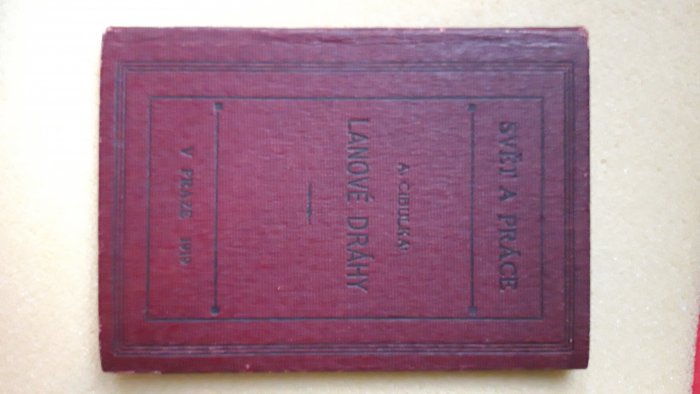 SVĚT A PRÁCE
A. CIBULKA:
LANOVÉ DRÁHY
V PRAZE 1919